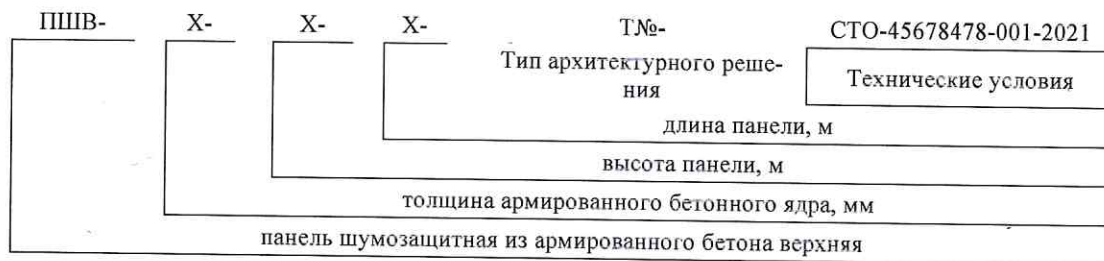 ПШВ- Х- Х- Х- Т№- СТО-45678478-001-2021
Тип архитектурного реше-
ния
Технические условия
длина панели, м
высота панели, м
толщина армированного бетонного ядра, мм
панель шумозащитная из армированного бетона верхняя